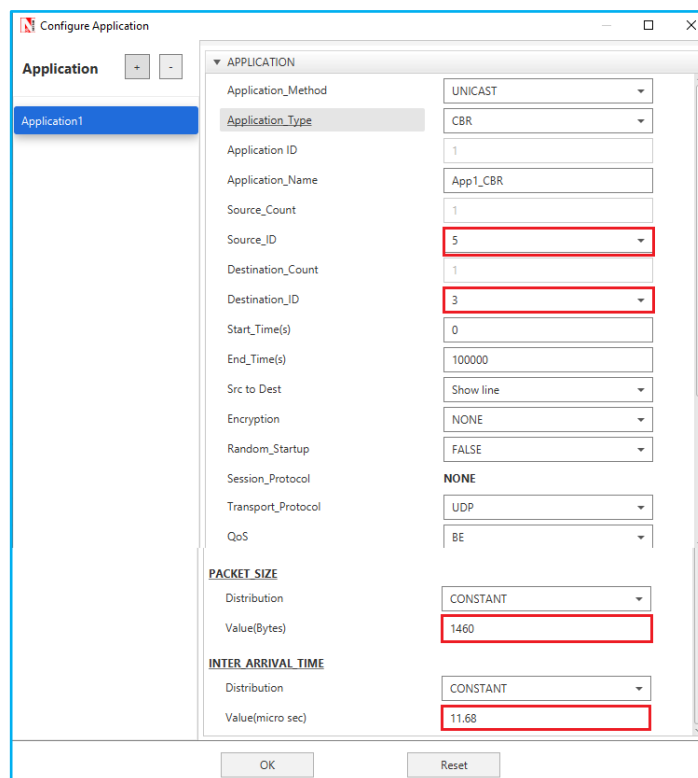 Configure Application
Application + -
Application1
APPLICATION
Application_Method UNICAST
Application_Type CBR
Application ID 1
Application_Name App1_CBR
Source_Count 1
Source_ID 5
Destination_Count 1
Destination_ID 3
Start_Time(s) 0
End_Time(s) 100000
Src to Dest Show line
Encryption NONE
Random_Startup FALSE
Session_Protocol NONE
Transport_Protocol UDP
QoS BE
PACKET_SIZE
Distribution CONSTANT
Value(Bytes) 1460
INTER_ARRIVAL_TIME
Distribution CONSTANT
Value(micro sec) 11.68
OK Reset